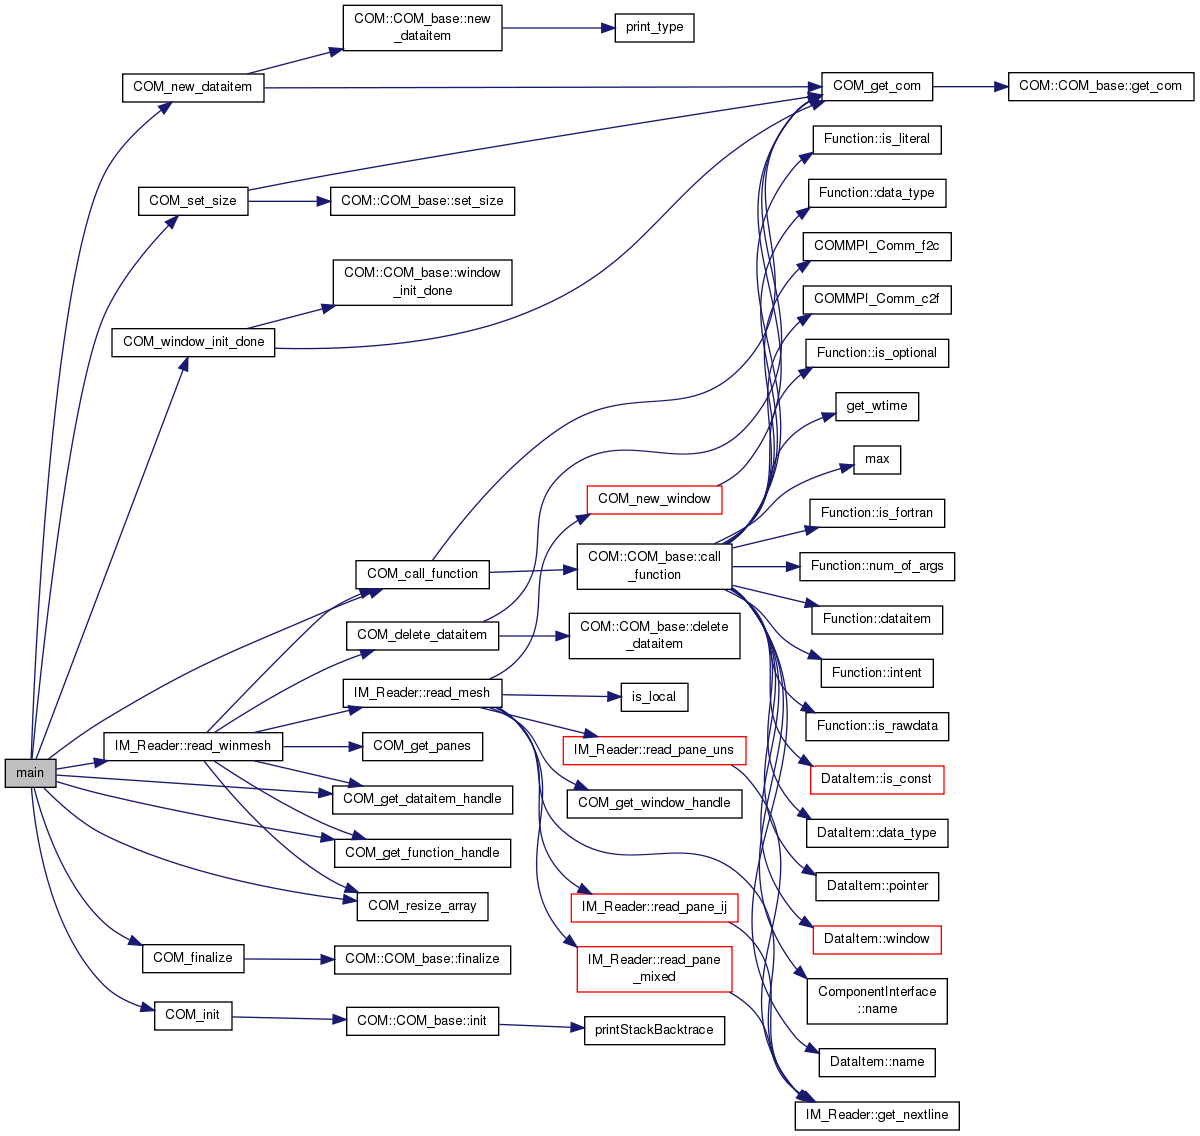 COM::COM_base::new
_dataitem
print_type
COM_new_dataitem
COM_get_com
COM::COM_base::get_com
Function::is_literal
COM_set_size
COM::COM_base::set_size
Function::data_type
COMMPI_Comm_f2c
COM::COM_base::window
_init_done
COMMPI_Comm_c2f
COM_window_init_done
Function::is_optional
get_wtime
max
COM_new_window
Function::is_fortran
COM_call_function
COM::COM_base::call
_function
Function::num_of_args
Function::dataitem
COM_delete_dataitem
COM::COM_base::delete
_dataitem
Function::intent
IM_Reader::read_mesh
is_local
Function::is_rawdata
IM_Reader::read_winmesh
COM_get_panes
IM_Reader::read_pane_uns
main
DataItem::is_const
COM_get_dataitem_handle
COM_get_window_handle
DataItem::data_type
COM_get_function_handle
DataItem::pointer
COM_resize_array
IM_Reader::read_pane_ij
DataItem::window
COM_finalize
COM::COM_base::finalize
IM_Reader::read_pane
_mixed
ComponentInterface
::name
COM_init
COM::COM_base::init
printStackBacktrace
DataItem::name
IM_Reader::get_nextline